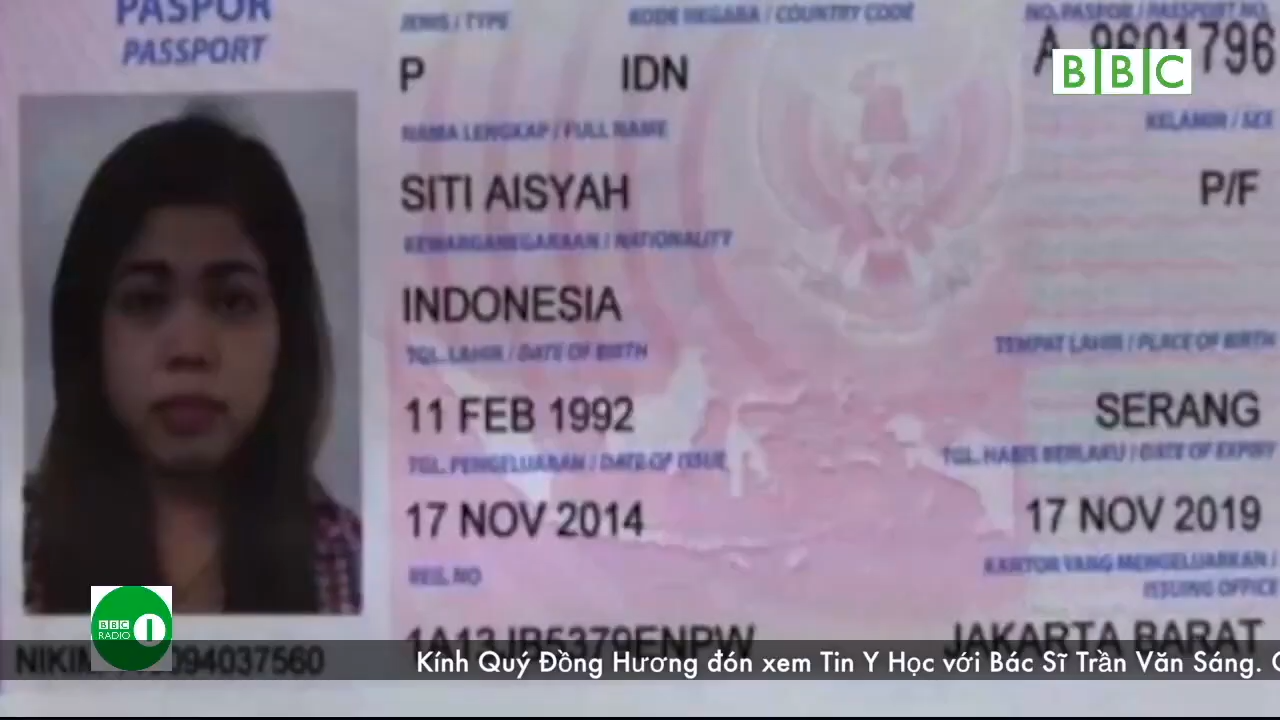 PASPOR
PASSPORT
JENIS / TYPE
KODE NEGARA / COUNTRY CODE
NO. PASPOR / PASSPORT NO.
P
IDN
A
BBC
NAMA LENGKAP / FULL NAME
KELAMIN / SEX
SITI AISYAH
P/F
KEWARGANEGARAAN / NATIONALITY
INDONESIA
TGL. LAHIR / DATE OF BIRTH
TEMPAT LAHIR / PLACE OF BIRTH
11 FEB 1992
SERANG
TGL. PENGELUARAN / DATE OF ISSUE
TGL. HABIS BERLAKU / DATE OF EXPIRY
17 NOV 2014
17 NOV 2019
REG. NO
KANTOR YANG MENGELUARKAN /
ISSUING OFFICE
1A13JB5379ENPW
JAKARTA BARAT
BBC
RADIO 1
NIKIM
Kính Quý Đồng Hương đón xem Tin Y Học với Bác Sĩ Trần Văn Sáng.